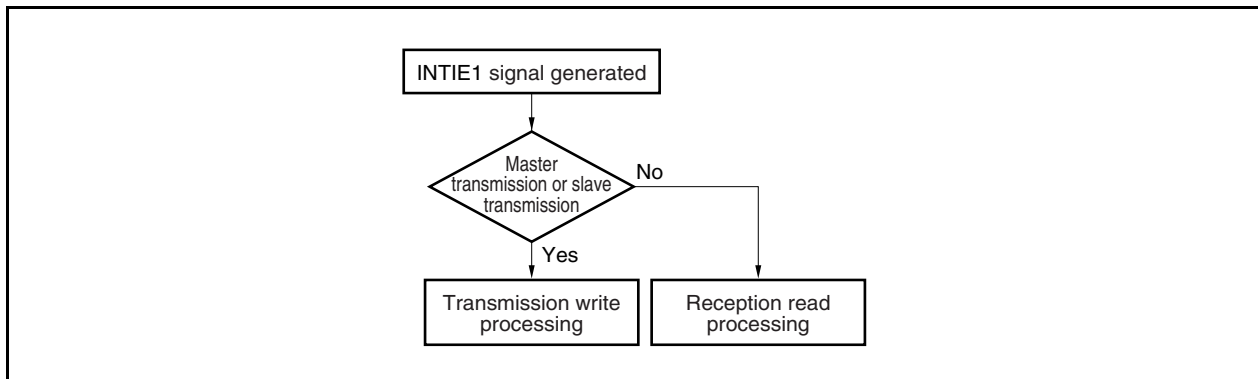 INTIE1 signal generated
Master
transmission or slave
transmission
No
Yes
Transmission write
processing
Reception read
processing